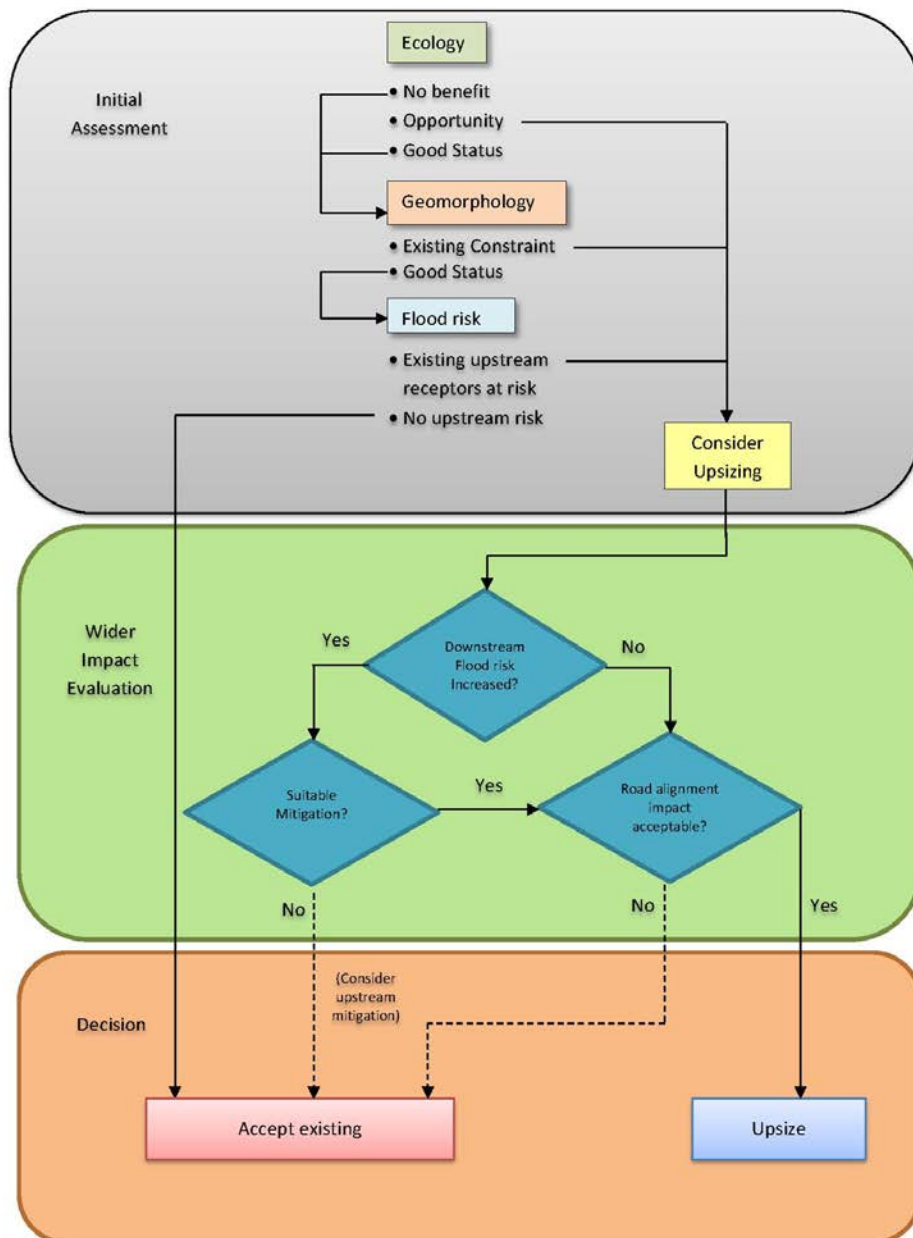 Ecology
Initial
Assessment
• No benefit
• Opportunity
• Good Status
Geomorphology
• Existing Constraint
• Good Status
Flood risk
• Existing upstream
receptors at risk
• No upstream risk
Consider
Upsizing
Wider
Impact
Evaluation
Yes
Downstream
Flood risk
Increased?
No
Suitable
Mitigation?
Yes
Road alignment
impact
acceptable?
No
No
Yes
Decision
(Consider
upstream
mitigation)
Accept existing
Upsize